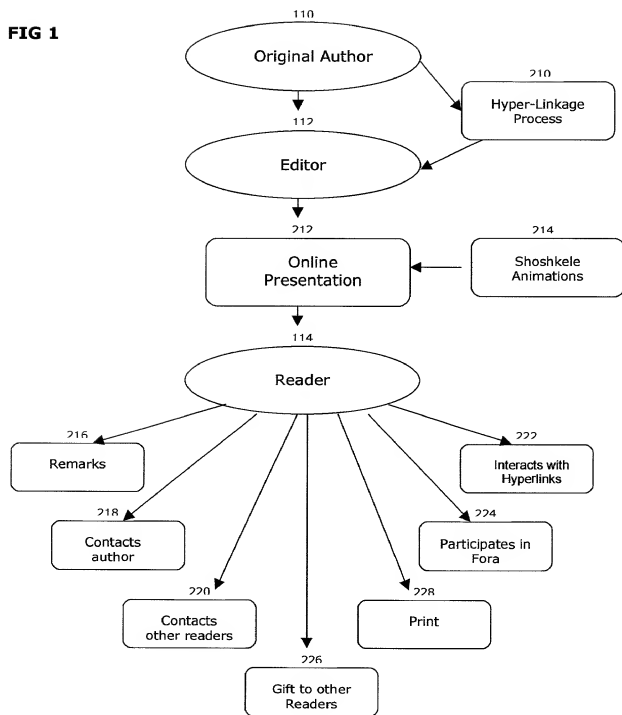 FIG 1
110
Original Author
210
Hyper-Linkage
Process
112
Editor
212
Online
Presentation
214
Shoshkele
Animations
114
Reader
216
Remarks
222
Interacts with
Hyperlinks
218
Contacts
author
224
Participates in
Fora
220
Contacts
other readers
228
Print
226
Gift to other
Readers